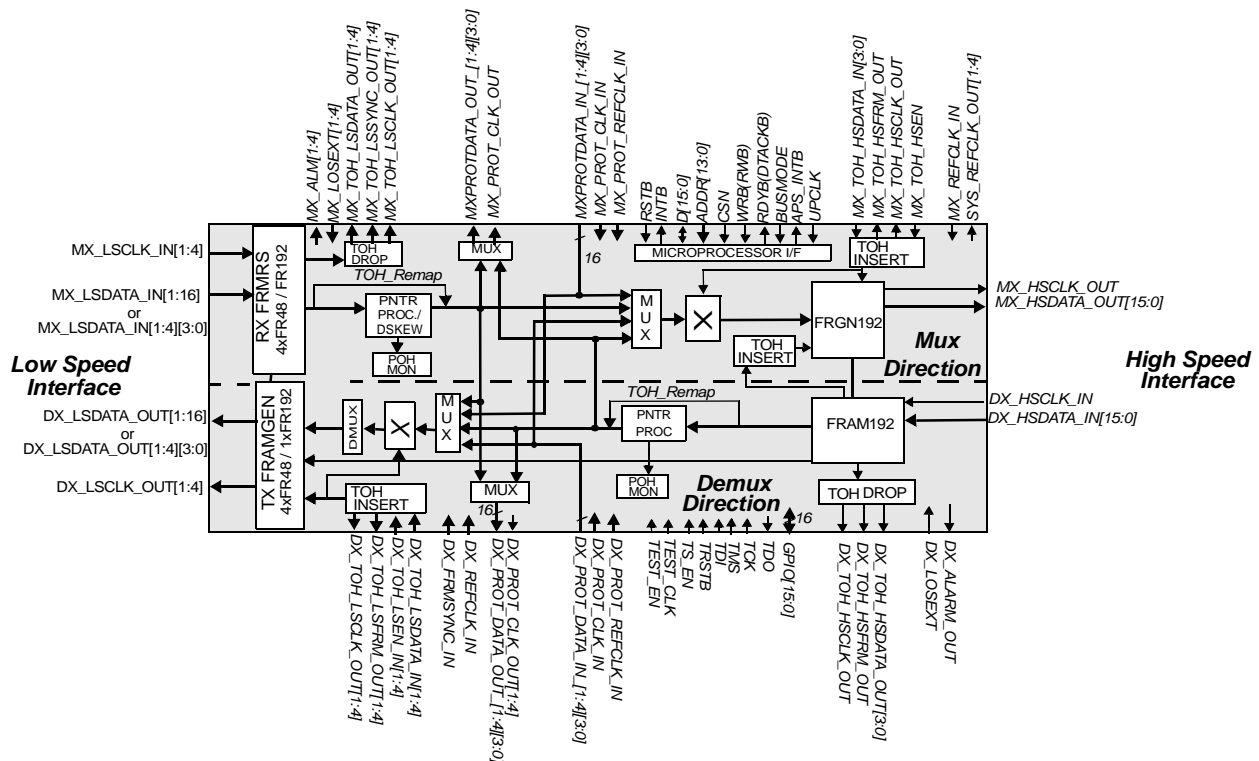 MX_ALM[1:4]
MX_LOSEXT[1:4]
MX_TOH_LSDATA_OUT[1:4]
MX_TOH_LSSYNC_OUT[1:4]
MX_TOH_LSCLK_OUT[1:4]
MXPROTDATA_OUT_[1:4][3:0]
MX_PROT_CLK_OUT
MXPROTDATA_IN_[1:4][3:0]
MX_PROT_CLK_IN
MX_PROT_REFCLK_IN
RSTB
INTB
D[15:0]
ADDR[13:0]
CSN
WRB(RWB)
RDYB(DTACKB)
BUSMODE
APS_INTB
UPCLK
MX_TOH_HSDATA_IN[3:0]
MX_TOH_HSFRM_OUT
MX_TOH_HSCLK_OUT
MX_TOH_HSEN
MX_REFCLK_IN
SYS_REFCLK_OUT[1:4]
MX_LSCLK_IN[1:4]
MX_LSDATA_IN[1:16]
or
MX_LSDATA_IN[1:4][3:0]
Low Speed
Interface
DX_LSDATA_OUT[1:16]
or
DX_LSDATA_OUT[1:4][3:0]
DX_LSCLK_OUT[1:4]
RX FRMRS
4xFR48 / FR192
TOH
DROP
TOH_Remap
PNTR
PROC./
DSKEW
POH
MON
MUX
16
MICROPROCESSOR I/F
MUX
X
TOH
INSERT
FRGN192
TOH
INSERT
Mux
Direction
MX_HSCLK_OUT
MX_HSDATA_OUT[15:0]
High Speed
Interface
DX_HSCLK_IN
DX_HSDATA_IN[15:0]
TX FRAMGEN
4xFR48 / 1xFR192
DMUX
X
MUX
TOH_Remap
PNTR
PROC
FRAM192
TOH
INSERT
MUX
16
POH
MON
Demux
Direction
TOH DROP
16
DX_TOH_LSCLK_OUT[1:4]
DX_TOH_LSFRM_OUT[1:4]
DX_TOH_LSEN_IN[1:4]
DX_TOH_LSDATA_IN[1:4]
DX_FRMSYNC_IN
DX_REFCLK_IN
DX_PROT_DATA_OUT_[1:4][3:0]
DX_PROT_CLK_OUT[1:4]
DX_PROT_DATA_IN_[1:4][3:0]
DX_PROT_CLK_IN
DX_PROT_REFCLK_IN
TEST_EN
TEST_CLK
TS_EN
TRSTB
TDI
TMS
TCK
TDO
GPIO[15:0]
DX_TOH_HSCLK_OUT
DX_TOH_HSFRM_OUT
DX_TOH_HSDATA_OUT[3:0]
DX_LOSEXT
DX_ALARM_OUT